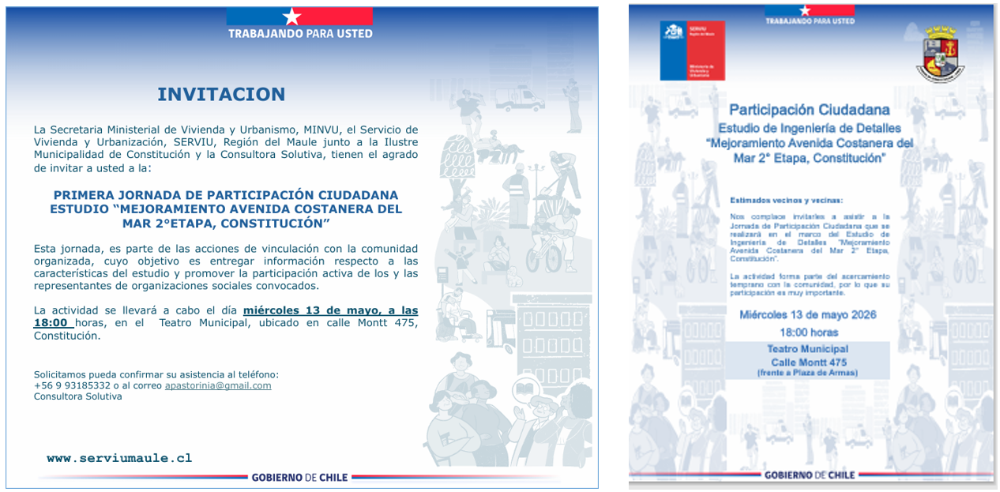 TRABAJANDO PARA USTED
INVITACION
La Secretaria Ministerial de Vivienda y Urbanismo, MINVU, el Servicio de
Vivienda y Urbanización, SERVIU, Región del Maule junto a la Ilustre
Municipalidad de Constitución y la Consultora Solutiva, tienen el agrado
de invitar a usted a la:
PRIMERA JORNADA DE PARTICIPACIÓN CIUDADANA
ESTUDIO “MEJORAMIENTO AVENIDA COSTANERA DEL
MAR 2°ETAPA, CONSTITUCIÓN”
Esta jornada, es parte de las acciones de vinculación con la comunidad
organizada, cuyo objetivo es entregar información respecto a las
características del estudio y promover la participación activa de los y las
representantes de organizaciones sociales convocados.
La actividad se llevará a cabo el día miércoles 13 de mayo, a las
18:00 horas, en el Teatro Municipal, ubicado en calle Montt 475,
Constitución.
Solicitamos pueda confirmar su asistencia al teléfono:
+56 9 93185332 o al correo apastorinia@gmail.com
Consultora Solutiva
www.serviumaule.cl
GOBIERNO DE CHILE
TRABAJANDO PARA USTED
SERVIU
Región del Maule
Ministerio de
Vivienda y
Urbanismo
Participación Ciudadana
Estudio de Ingeniería de Detalles
“Mejoramiento Avenida Costanera del
Mar 2° Etapa, Constitución”
Estimados vecinos y vecinas:
Nos complace invitarles a asistir a la
Jornada de Participación Ciudadana que se
realizará en el marco del Estudio de
Ingeniería de Detalles “Mejoramiento
Avenida Costanera del Mar 2° Etapa,
Constitución”.
La actividad forma parte del acercamiento
temprano con la comunidad, por lo que su
participación es muy importante.
Miércoles 13 de mayo 2026
18:00 horas
Teatro Municipal
Calle Montt 475
(frente a Plaza de Armas)
GOBIERNO DE CHILE